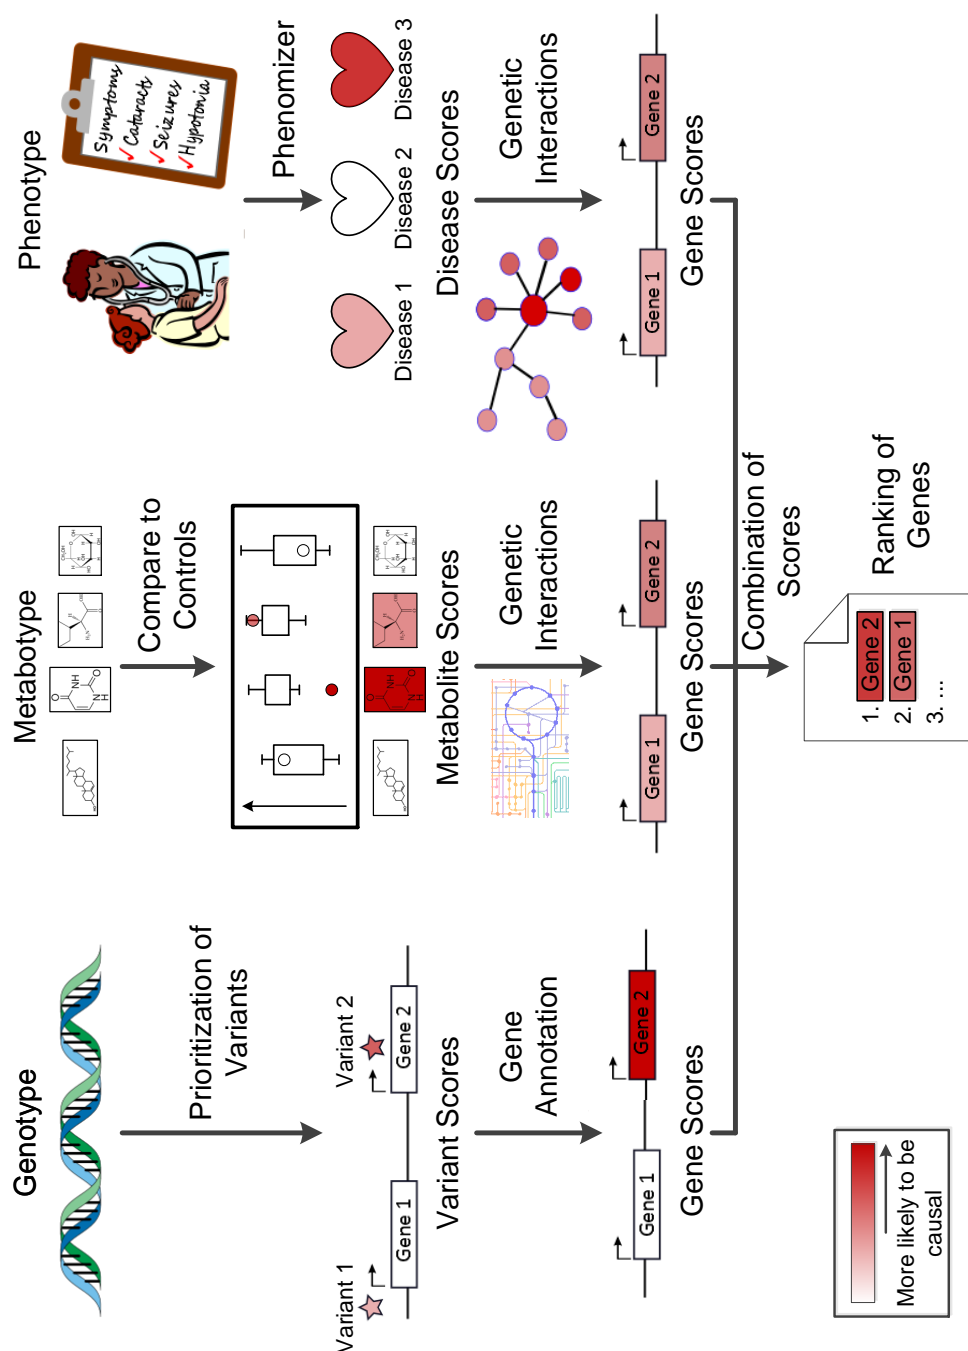 Genotype
Prioritization of
Variants
Variant 1
Variant 2
Gene 1
Gene 2
Variant Scores
Gene
Annotation
Gene 1
Gene 2
Gene Scores
Metabotype
Compare to
Controls
Metabolite Scores
Genetic
Interactions
Gene 1
Gene 2
Gene Scores
Phenotype
Symptoms
Cataracts
Seizures
Hypotonia
Phenomizer
Disease 1
Disease 2
Disease 3
Disease Scores
Genetic
Interactions
Gene 1
Gene 2
Gene Scores
Combination of
Scores
Ranking of
Genes
1. Gene 2
2. Gene 1
3. ...
More likely to be
causal